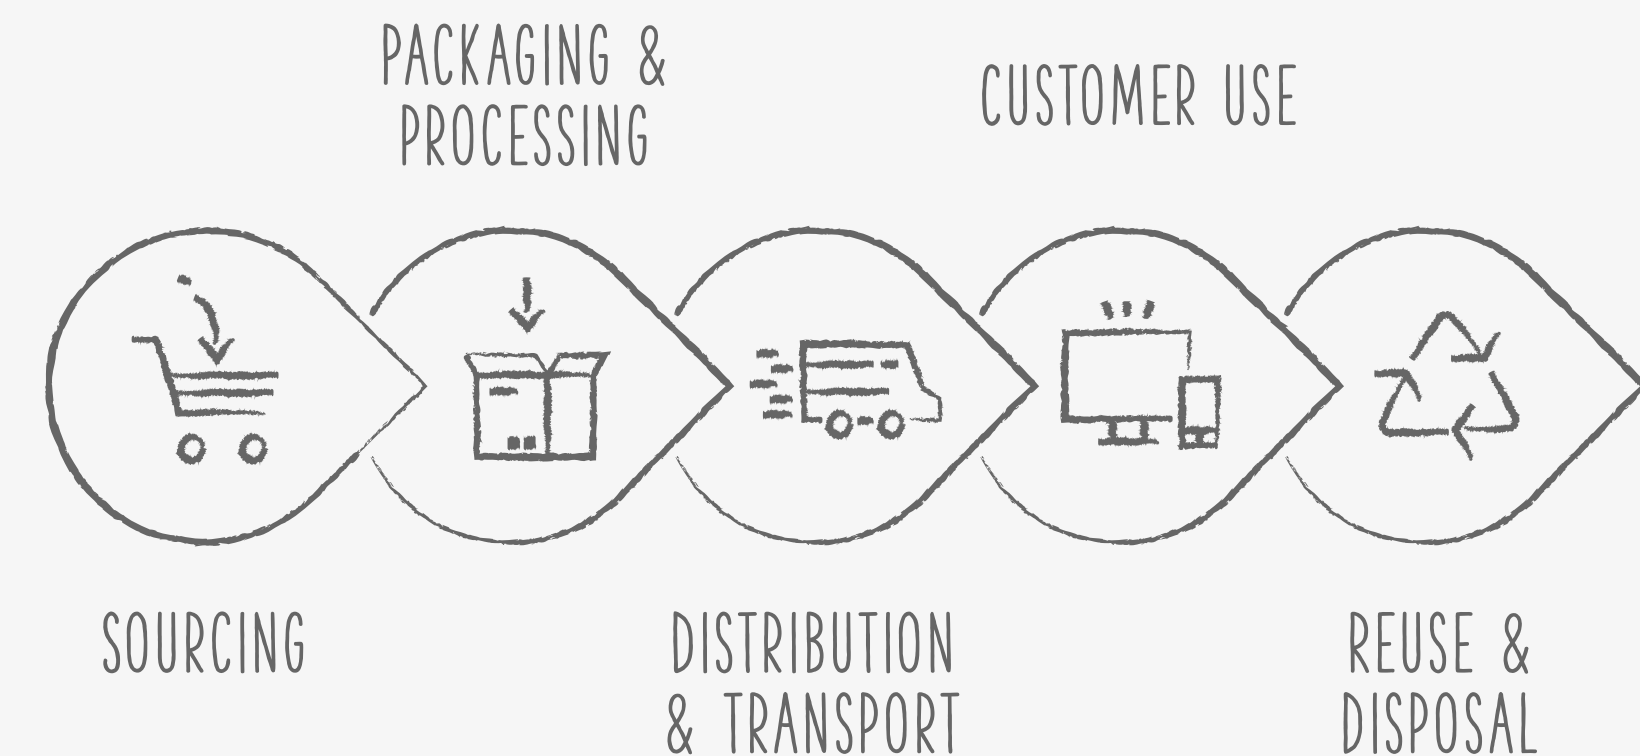 SOURCING
PACKAGING &
PROCESSING
DISTRIBUTION
& TRANSPORT
CUSTOMER USE
REUSE &
DISPOSAL